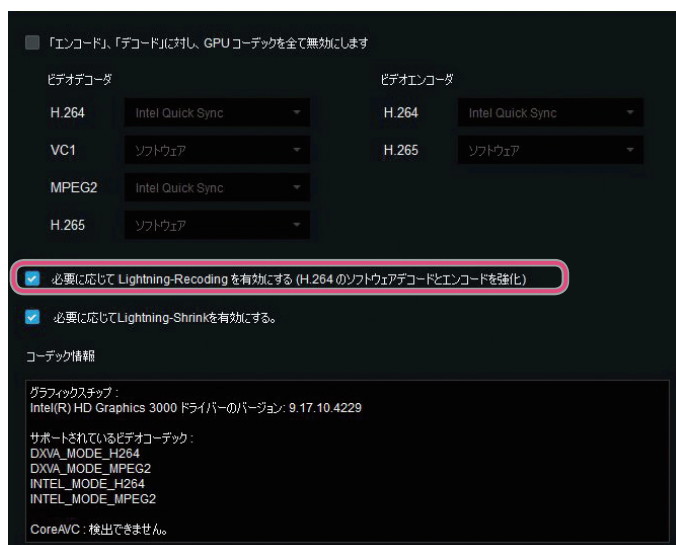 「エンコード」、「デコード」に対し、GPU コーデックを全て無効にします
ビデオデコーダ ビデオエンコーダ
H.264 Intel Quick Sync H.264 Intel Quick Sync
VC1 ソフトウェア H.265 ソフトウェア
MPEG2 Intel Quick Sync
H.265 ソフトウェア
必要に応じて Lightning-Recoding を有効にする (H.264 のソフトウェアデコードとエンコードを強化)
必要に応じてLightning-Shrinkを有効にする。
コーデック情報
グラフィックスチップ :
Intel(R) HD Graphics 3000 ドライバーのバージョン: 9.17.10.4229
サポートされているビデオコーデック :
DXVA_MODE_H264
DXVA_MODE_MPEG2
INTEL_MODE_H264
INTEL_MODE_MPEG2
CoreAVC : 検出できません。